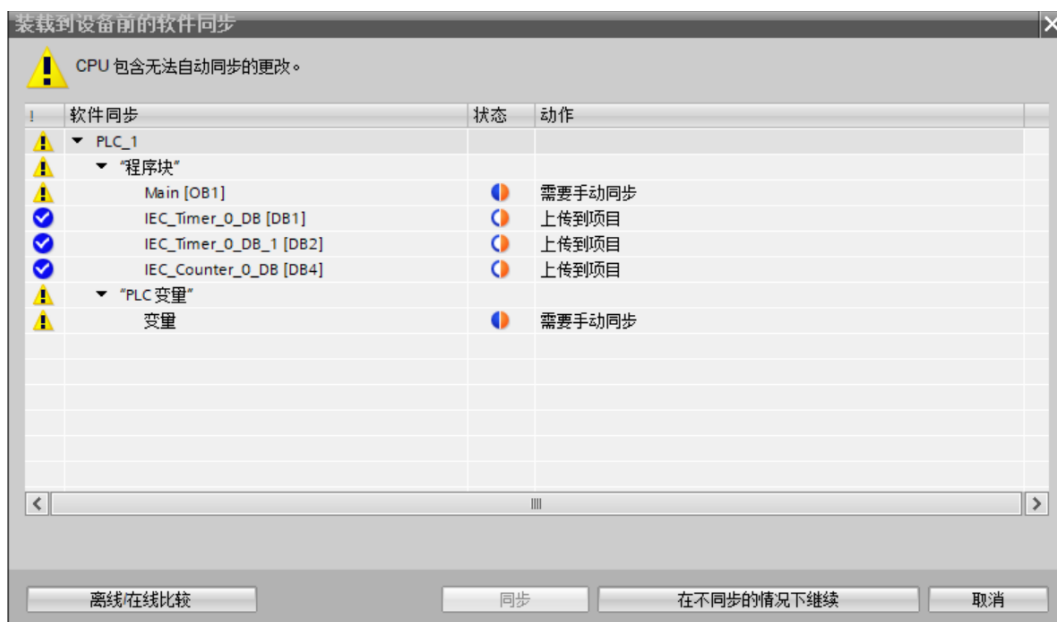 装载到设备前的软件同步
CPU 包含无法自动同步的更改。
! 软件同步 状态 动作
PLC_1
"程序块"
Main [OB1] 需要手动同步
IEC_Timer_0_DB [DB1] 上传到项目
IEC_Timer_0_DB_1 [DB2] 上传到项目
IEC_Counter_0_DB [DB4] 上传到项目
"PLC 变量"
变量 需要手动同步
离线/在线比较 同步 在不同步的情况下继续 取消